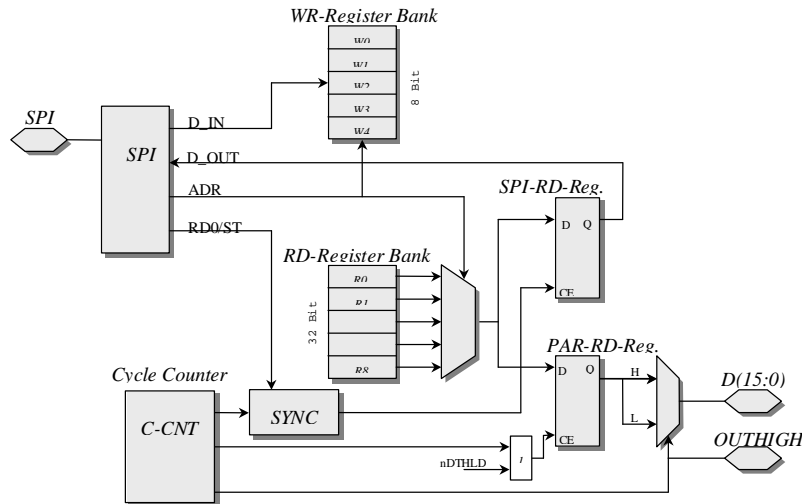 WR-Register Bank
W0
W1
W2
W3
W4
8 Bit
SPI
SPI
D_IN
D_OUT
ADR
RD0/ST
SPI-RD-Reg.
D
Q
CE
RD-Register Bank
R0
R1
R8
32 Bit
PAR-RD-Reg.
D
Q
CE
H
L
D(15:0)
OUTHIGH
Cycle Counter
C-CNT
SYNC
nDTHLD